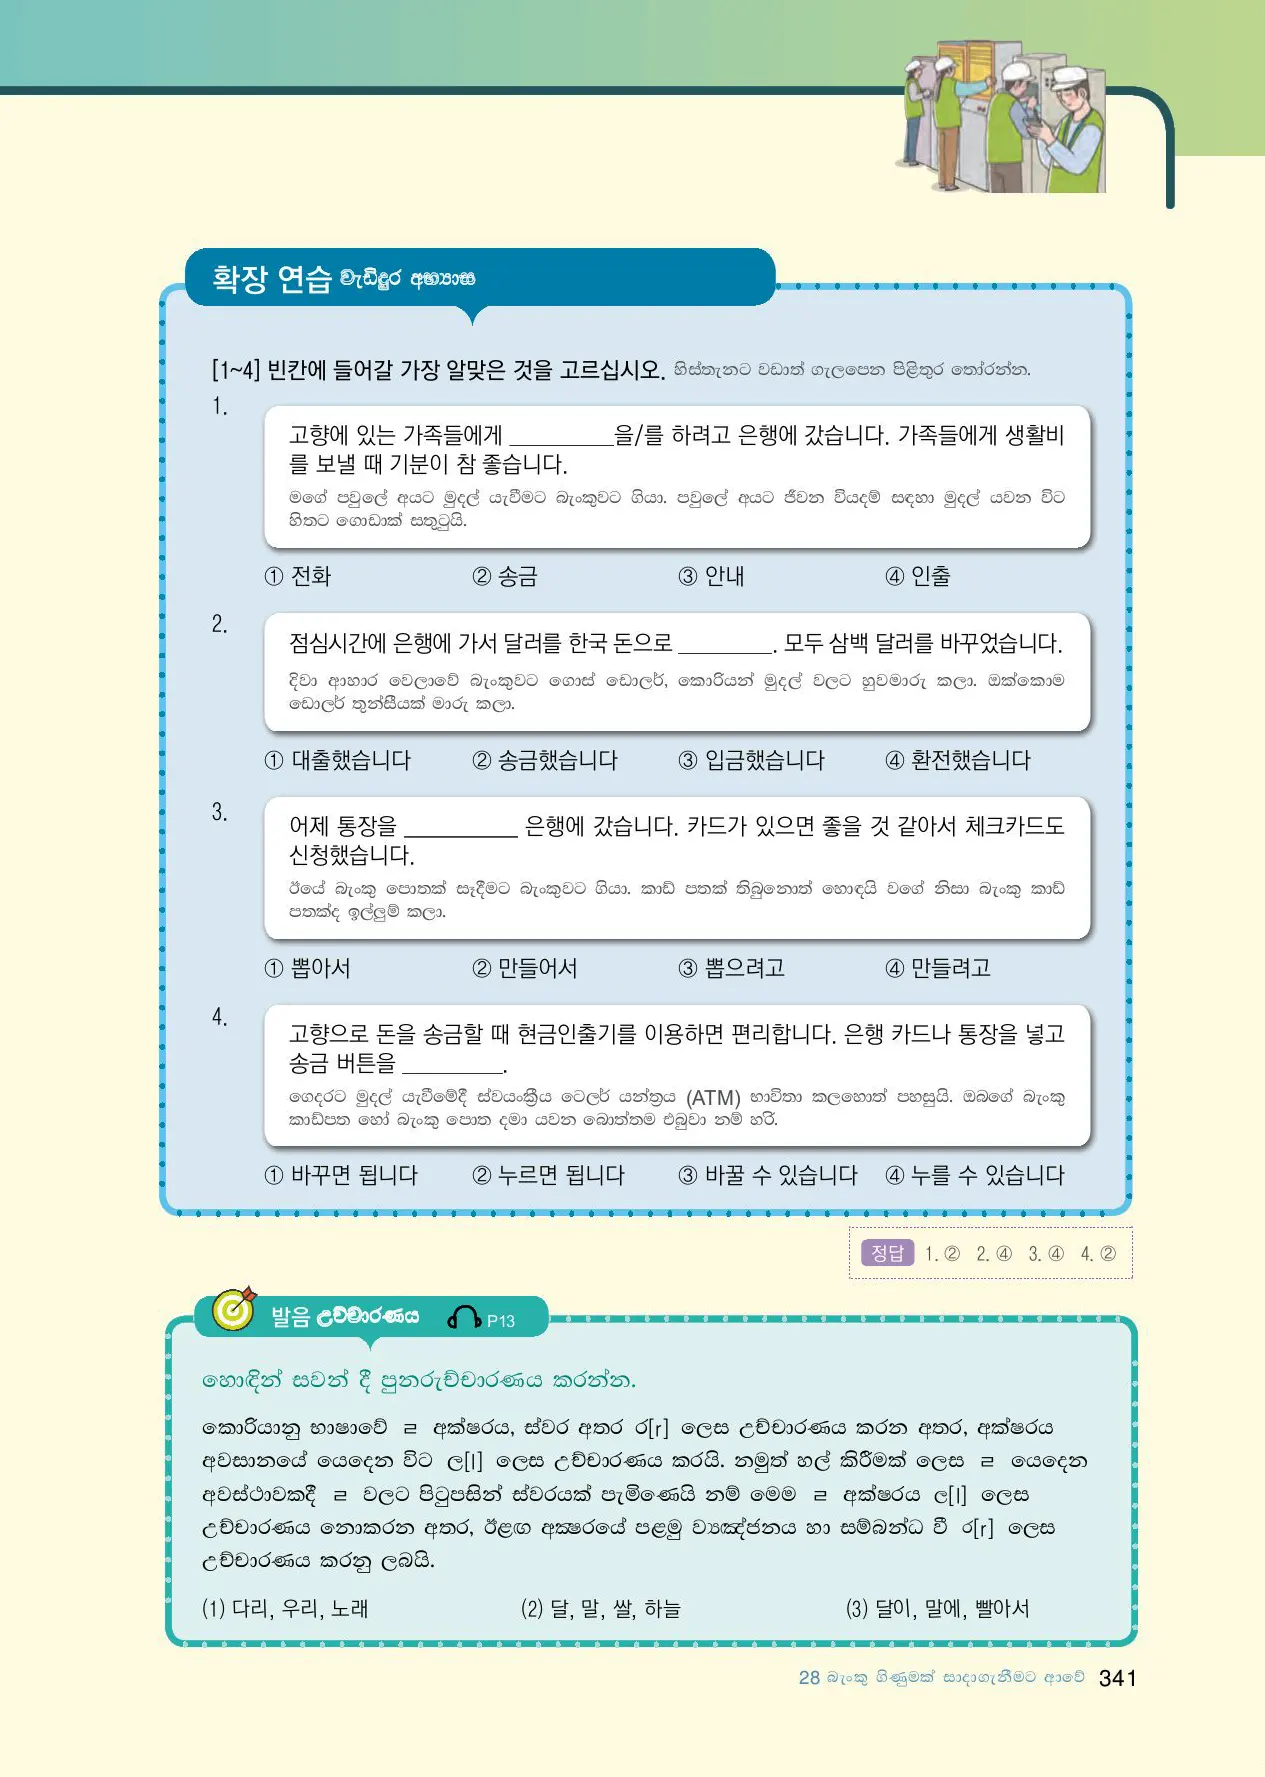 확장 연습 වැඩිදුර අභ්‍යාස
[1~4] 빈칸에 들어갈 가장 알맞은 것을 고르십시오. හිස්තැනට වඩාත් ගැලපෙන පිළිතුර තෝරන්න.
1.
고향에 있는 가족들에게 _________을/를 하려고 은행에 갔습니다. 가족들에게 생활비
를 보낼 때 기분이 참 좋습니다.
මගේ පවුලේ අයට මුදල් යැවීමට බැංකුවට ගියා. පවුලේ අයට ජීවන වියදම් සඳහා මුදල් යවන විට
හිතට ගොඩාක් සතුටුයි.
① 전화 ② 송금 ③ 안내 ④ 인출
2.
점심시간에 은행에 가서 달러를 한국 돈으로 ________. 모두 삼백 달러를 바꾸었습니다.
දිවා ආහාර වෙලාවේ බැංකුවට ගොස් ඩොලර්, කොරියන් මුදල් වලට හුවමාරු කලා. ඔක්කොම
ඩොලර් තුන්සීයක් මාරු කලා.
① 대출했습니다 ② 송금했습니다 ③ 입금했습니다 ④ 환전했습니다
3.
어제 통장을 __________ 은행에 갔습니다. 카드가 있으면 좋을 것 같아서 체크카드도
신청했습니다.
ඊයේ බැංකු පොතක් සෑදීමට බැංකුවට ගියා. කාඩ් පතක් තිබුනොත් හොඳයි වගේ නිසා බැංකු කාඩ්
පතක්ද ඉල්ලුම් කලා.
① 뽑아서 ② 만들어서 ③ 뽑으려고 ④ 만들려고
4.
고향으로 돈을 송금할 때 현금인출기를 이용하면 편리합니다. 은행 카드나 통장을 넣고
송금 버튼을 _________.
ගෙදරට මුදල් යැවීමේදී ස්වයංක්‍රීය ටෙලර් යන්ත්‍රය (ATM) භාවිතා කලහොත් පහසුයි. ඔබගේ බැංකු
කාඩ්පත හෝ බැංකු පොත දමා යවන බොත්තම එබුවා නම් හරි.
① 바꾸면 됩니다 ② 누르면 됩니다 ③ 바꿀 수 있습니다 ④ 누를 수 있습니다
정답 1. ② 2. ④ 3. ④ 4. ②
발음 උච්චාරණය P13
හොඳින් සවන් දී පුනරුච්චාරණය කරන්න.
කොරියානු භාෂාවේ ㄹ අක්ෂරය, ස්වර අතර ර[r] ලෙස උච්චාරණය කරන අතර, අක්ෂරය
අවසානයේ යෙදෙන විට ල[l] ලෙස උච්චාරණය කරයි. නමුත් හල් කිරීමක් ලෙස ㄹ යෙදෙන
අවස්ථාවකදී ㄹ වලට පිටුපසින් ස්වරයක් පැමිණෙයි නම් මෙම ㄹ අක්ෂරය ල[l] ලෙස
උච්චාරණය නොකරන අතර, ඊළඟ අක්‍ෂරයේ පළමු ව්‍යඤ්ජනය හා සම්බන්ධ වී ර[r] ලෙස
උච්චාරණය කරනු ලබයි.
(1) 다리, 우리, 노래 (2) 달, 말, 쌀, 하늘 (3) 달이, 말에, 빨아서
28 බැංකු ගිණුමක් සාදාගැනීමට ආවේ 341